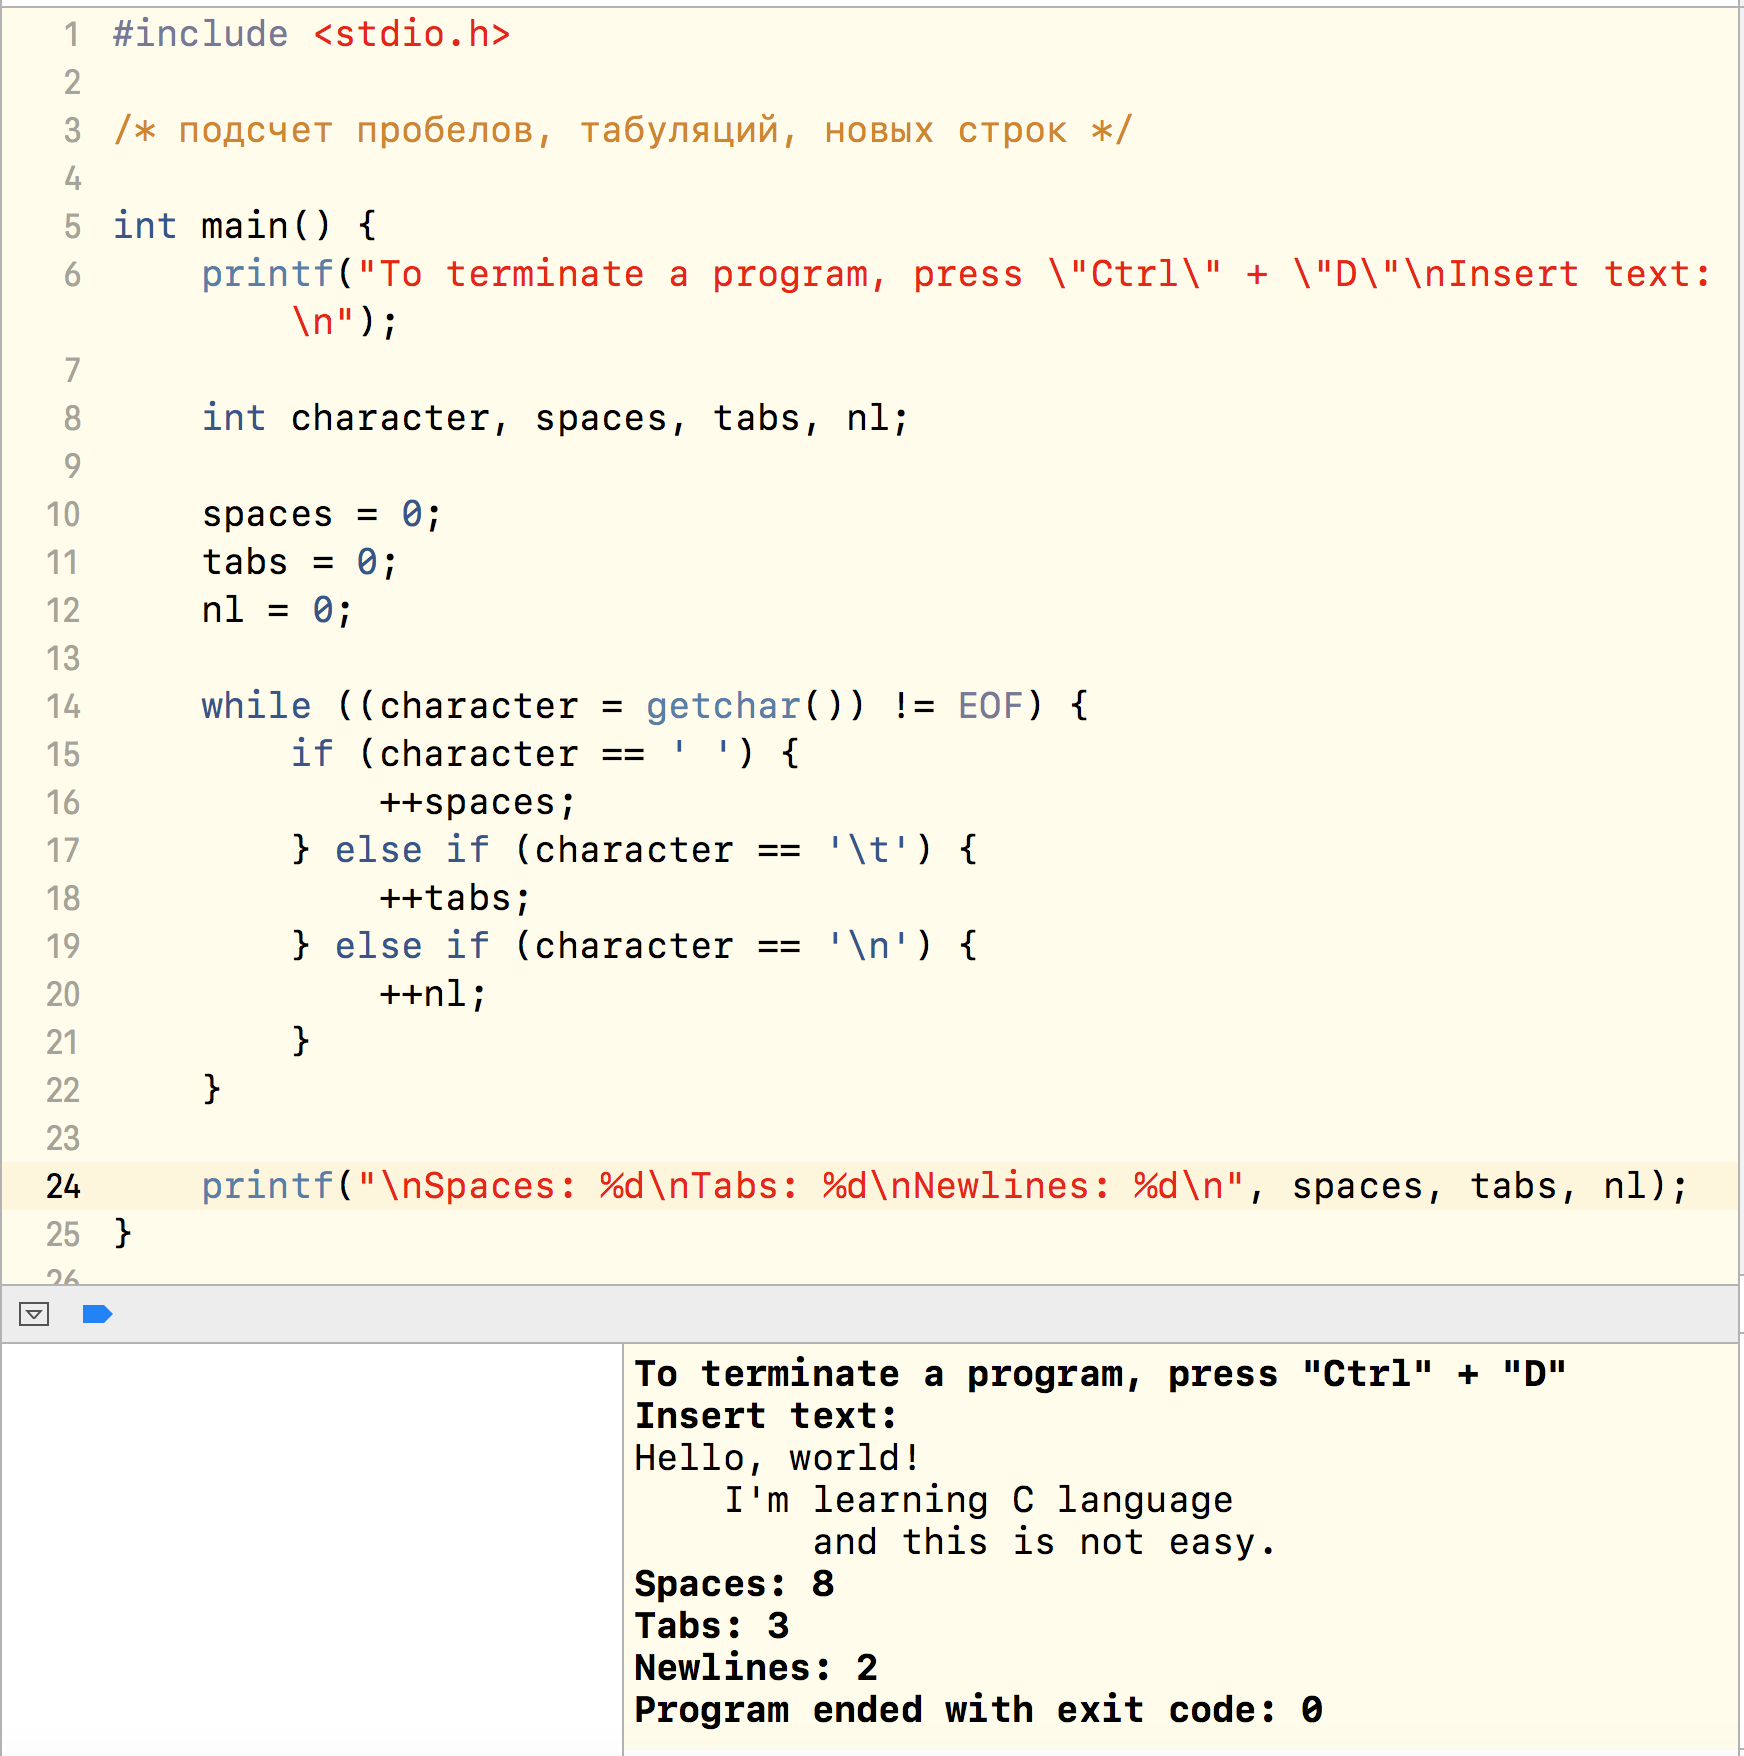 1 #include <stdio.h>
2
3 /* подсчет пробелов, табуляций, новых строк */
4
5 int main() {
6     printf("To terminate a program, press \"Ctrl\" + \"D\"\nInsert text:
        \n");
7
8     int character, spaces, tabs, nl;
9
10     spaces = 0;
11     tabs = 0;
12     nl = 0;
13
14     while ((character = getchar()) != EOF) {
15         if (character == ' ') {
16             ++spaces;
17         } else if (character == '\t') {
18             ++tabs;
19         } else if (character == '\n') {
20             ++nl;
21         }
22     }
23
24     printf("\nSpaces: %d\nTabs: %d\nNewlines: %d\n", spaces, tabs, nl);
25 }
26
To terminate a program, press "Ctrl" + "D"
Insert text:
Hello, world!
    I'm learning C language
        and this is not easy.
Spaces: 8
Tabs: 3
Newlines: 2
Program ended with exit code: 0